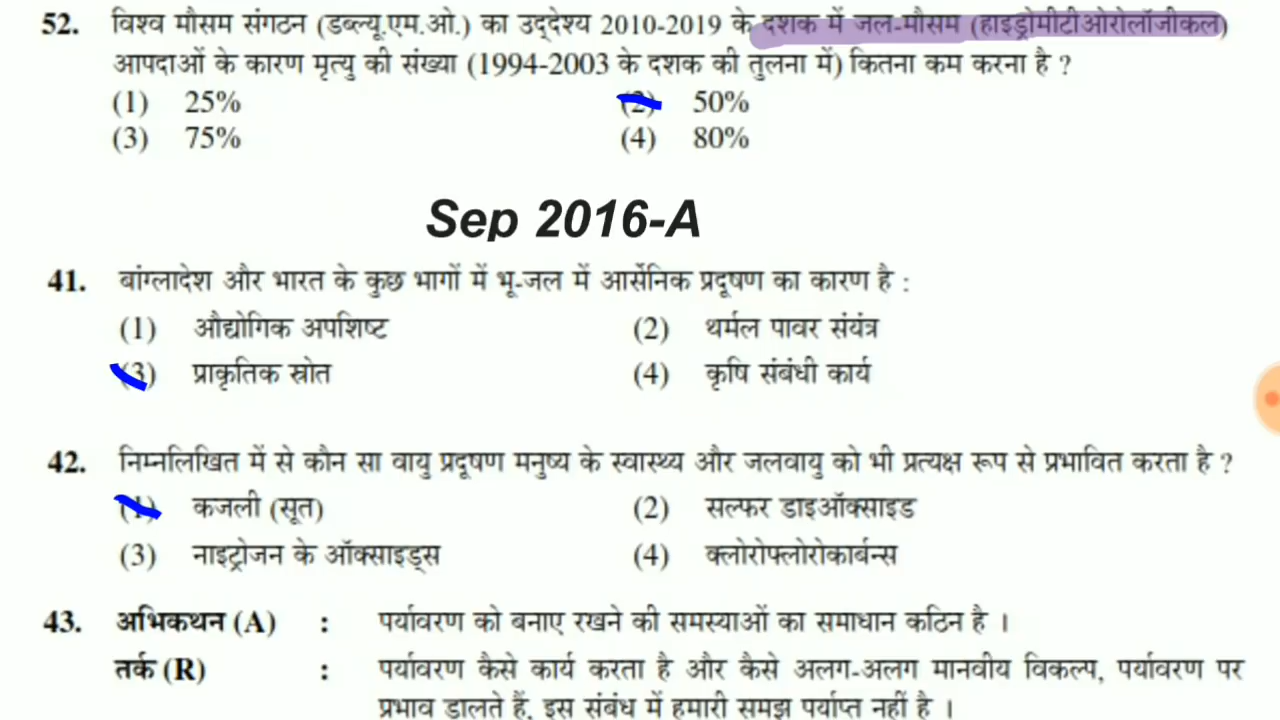 52. विश्व मौसम संगठन (डब्ल्यू.एम.ओ.) का उद्देश्य 2010-2019 के दशक में जल-मौसम (हाइड्रोमीटीओरोलॉजीकल)
आपदाओं के कारण मृत्यु की संख्या (1994-2003 के दशक की तुलना में) कितना कम करना है ?
(1) 25% (2) 50%
(3) 75% (4) 80%
Sep 2016-A
41. बांग्लादेश और भारत के कुछ भागों में भू-जल में आर्सेनिक प्रदूषण का कारण है :
(1) औद्योगिक अपशिष्ट (2) थर्मल पावर संयंत्र
(3) प्राकृतिक स्रोत (4) कृषि संबंधी कार्य
42. निम्नलिखित में से कौन सा वायु प्रदूषण मनुष्य के स्वास्थ्य और जलवायु को भी प्रत्यक्ष रूप से प्रभावित करता है ?
(1) कजली (सूत) (2) सल्फर डाइऑक्साइड
(3) नाइट्रोजन के ऑक्साइड्स (4) क्लोरोफ्लोरोकार्बन्स
43. अभिकथन (A) : पर्यावरण को बनाए रखने की समस्याओं का समाधान कठिन है ।
तर्क (R) : पर्यावरण कैसे कार्य करता है और कैसे अलग-अलग मानवीय विकल्प, पर्यावरण पर
प्रभाव डालते हैं, इस संबंध में हमारी समझ पर्याप्त नहीं है ।